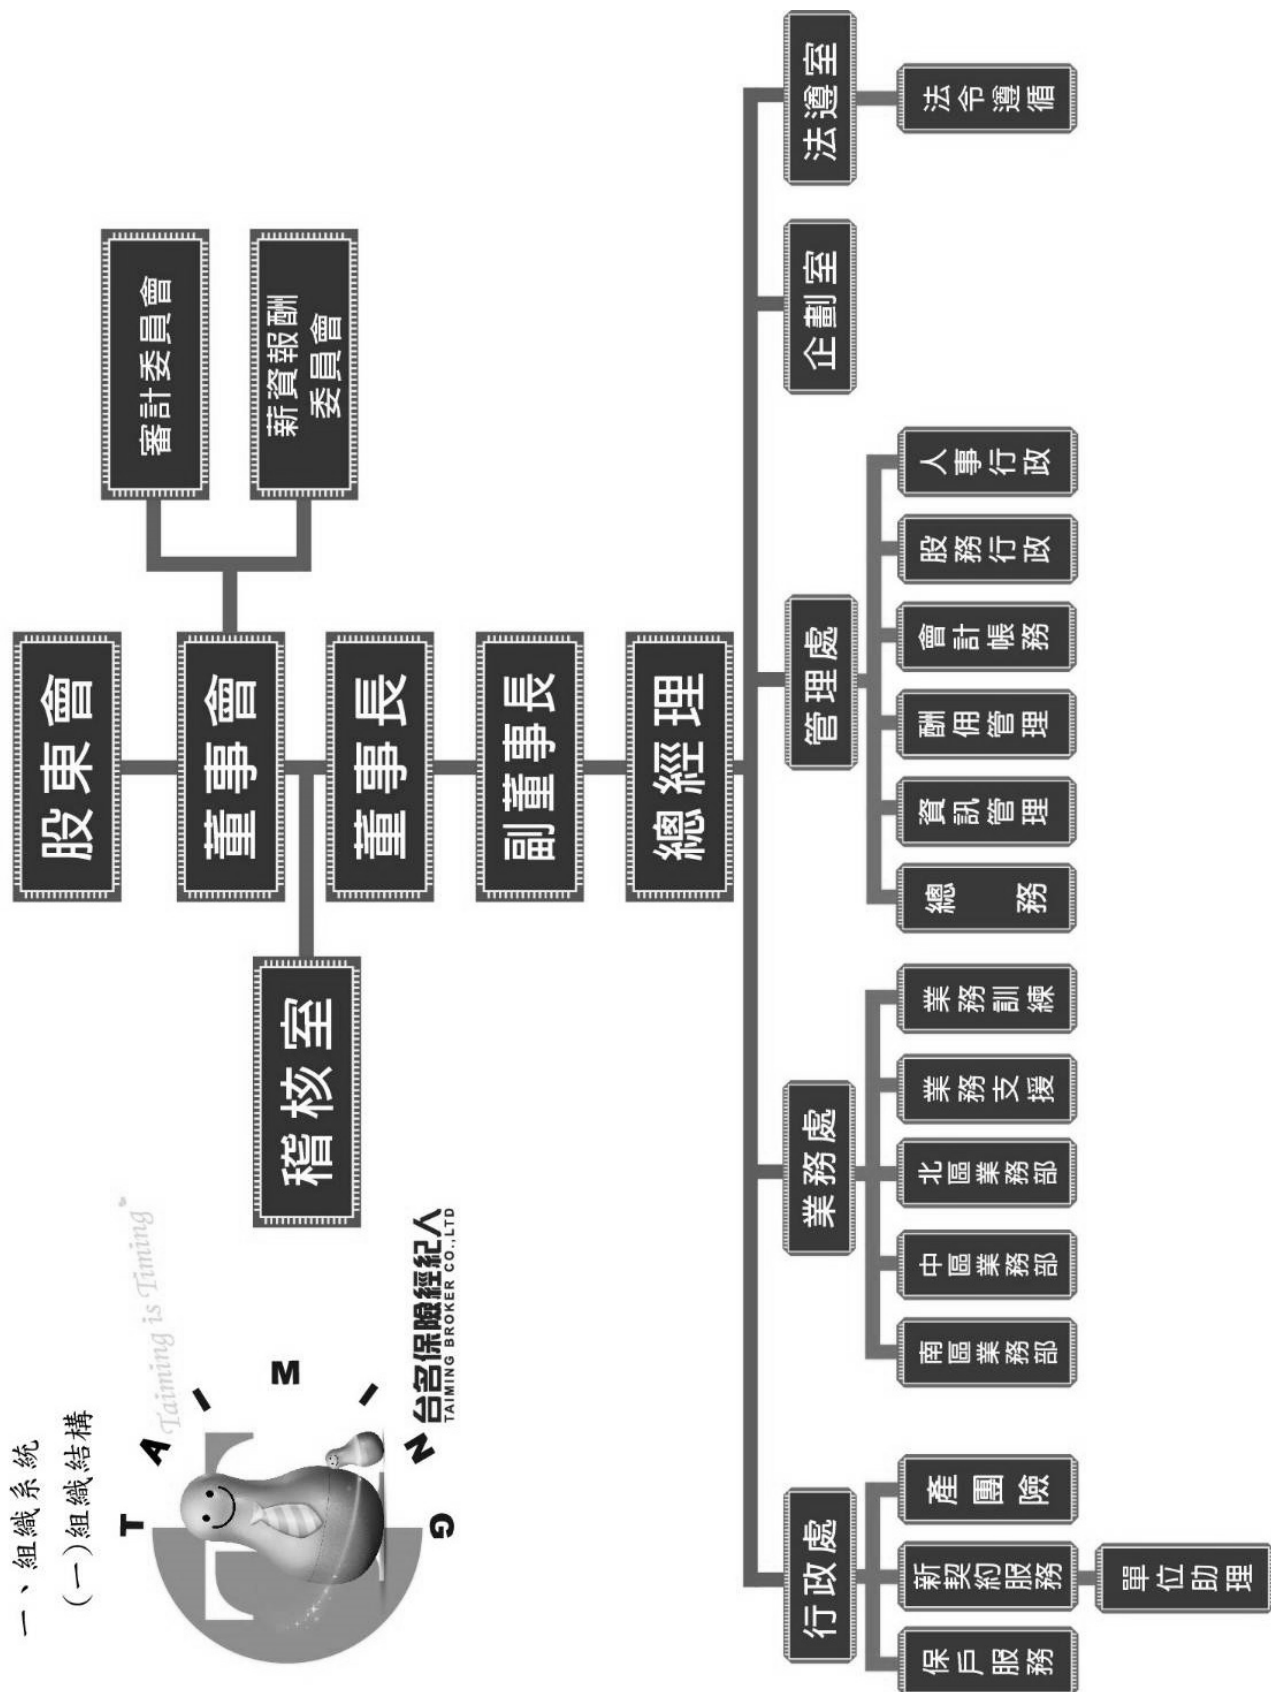 一、組織系統
(一)組織結構
TAIMING
Taiming is Timing
台名保險經紀人
TAIMING BROKER CO.,LTD
股東會
董事會
審計委員會
薪資報酬
委員會
稽核室
董事長
副董事長
總經理
行政處
業務處
管理處
企劃室
法遵室
保戶服務
新契約服務
產團險
南區業務部
中區業務部
北區業務部
業務支援
業務訓練
總務
資訊管理
酬佣管理
會計帳務
股務行政
人事行政
法令遵循
單位助理